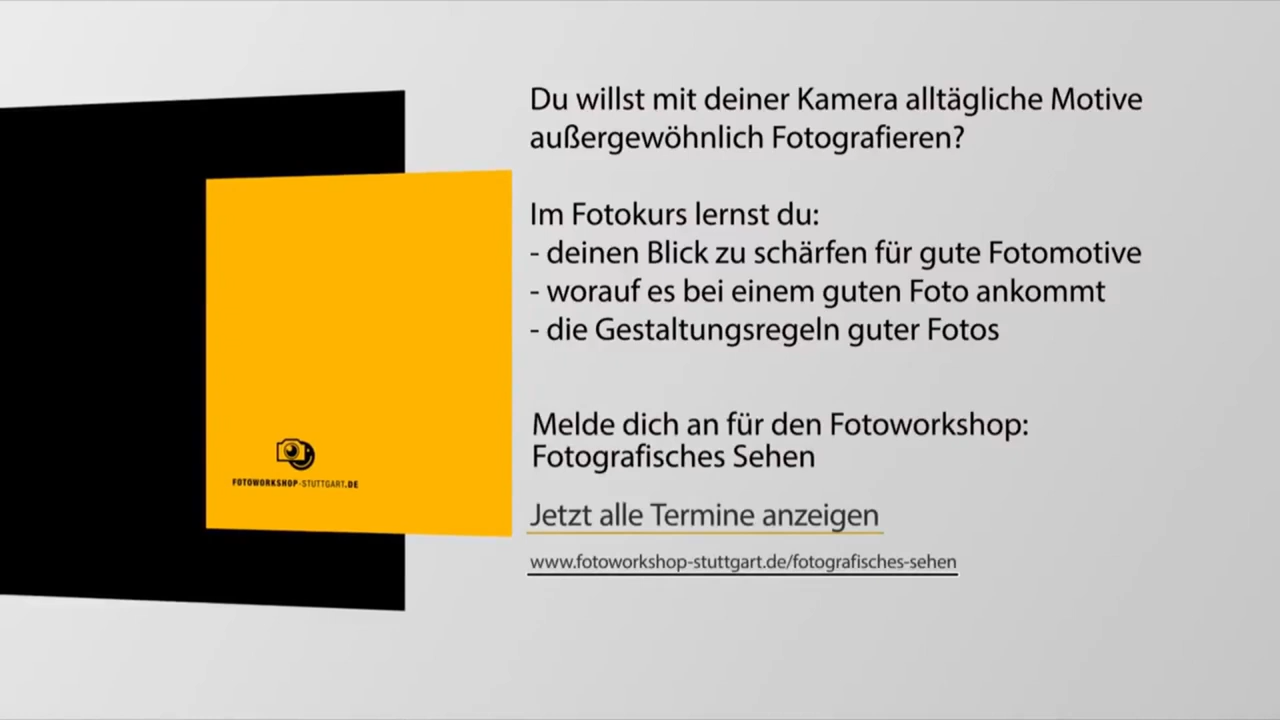 Du willst mit deiner Kamera alltägliche Motive
außergewöhnlich Fotografieren?
Im Fotokurs lernst du:
- deinen Blick zu schärfen für gute Fotomotive
- worauf es bei einem guten Foto ankommt
- die Gestaltungsregeln guter Fotos
Melde dich an für den Fotoworkshop:
Fotografisches Sehen
Jetzt alle Termine anzeigen
www.fotoworkshop-stuttgart.de/fotografisches-sehen
FOTOWORKSHOP-STUTTGART.DE